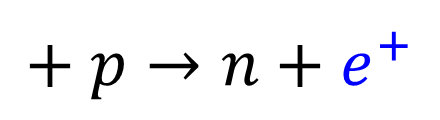 + p → n + e⁺